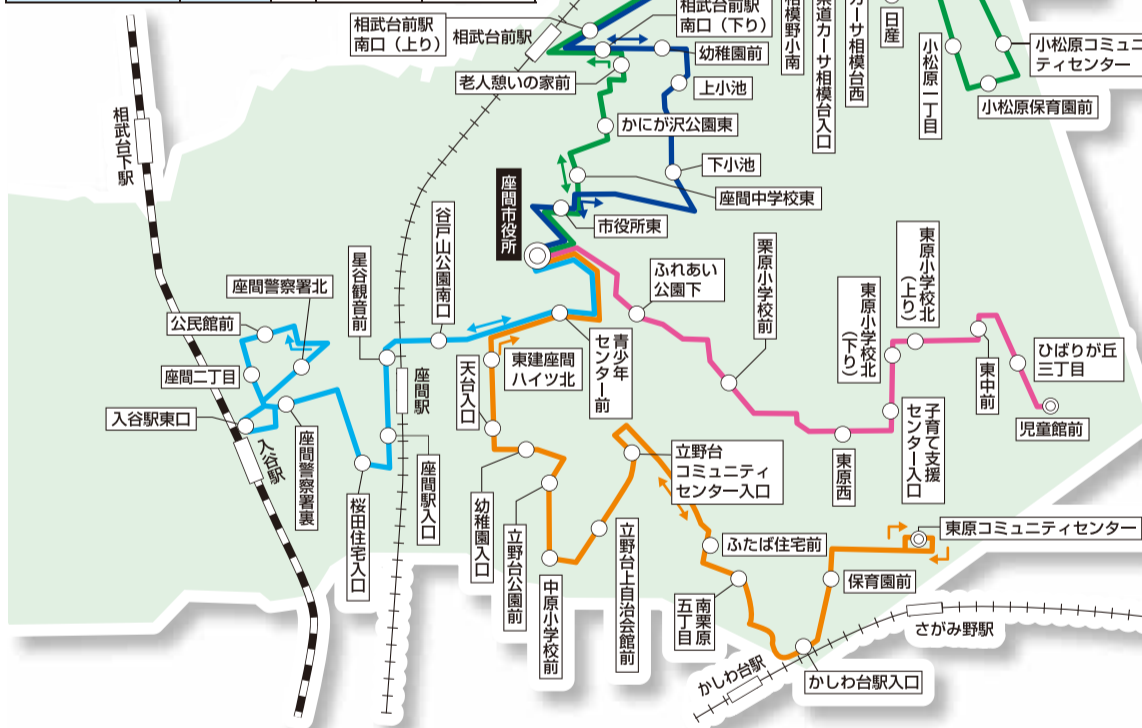 相武台前駅
南口（上り）
相武台前駅
相武台前駅
南口（下り）
幼稚園前
老人憩いの家前
上小池
かにが沢公園東
下小池
座間中学校東
市役所東
座間市役所
相模野小南
カーサ相模台入口
カーサ相模台西
日産
小松原一丁目
小松原コミュニ
ティセンター
小松原保育園前
相武台下駅
座間警察署北
公民館前
座間二丁目
入谷駅東口
入谷駅
座間警察署裏
桜田住宅入口
星谷観音前
谷戸山公園南口
座間駅
座間駅入口
天台入口
東建座間
ハイツ北
青少年
センター前
幼稚園入口
立野台公園前
中原小学校前
立野台上自治会館前
立野台
コミュニティ
センター入口
ふたば住宅前
南栗原
五丁目
かしわ台駅
かしわ台駅入口
保育園前
東原コミュニティセンター
さがみ野駅
ふれあい
公園下
栗原小学校前
東原西
子育て支援
センター入口
東原小学校北
（下り）
東原小学校北
（上り）
東中前
ひばりが丘
三丁目
児童館前